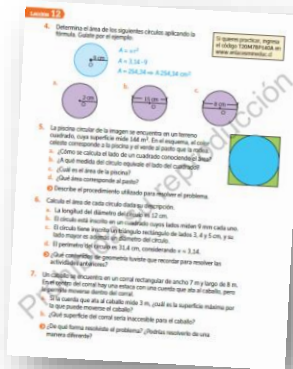 Lección 12
4. Determina el área de los siguientes círculos aplicando la
fórmula. Guíate por el ejemplo.
Si quieres practicar, ingresa
el código
en
A = πr²
A = 3,14 · 9
A = 254,34 ⇒ A 254,34 cm²
9 cm
O
a.
b.
c.
O
O
5. La piscina circular de la imagen se encuentra en un terreno
cuadrado, cuya superficie mide 144 m². En el esquema, el color
celeste corresponde a la piscina y el verde al pasto que la rodea.
a. ¿Cómo se calcula el lado de un cuadrado conociendo el área?
b. ¿A qué medida del círculo equivale el lado del cuadrado?
c. ¿Cuál es el área de la piscina?
d. ¿Qué área corresponde al pasto?
Describe el procedimiento utilizado para resolver el problema.
6. Calcula el área de cada círculo dada su descripción.
a. La longitud del diámetro del círculo es 12 cm.
b. El círculo está inscrito en un cuadrado cuyos lados miden 9 mm cada uno.
c. El círculo tiene inscrito un triángulo rectángulo de lados 3, 4 y 5 cm, y su
lado mayor es además el diámetro del círculo.
d. El perímetro del círculo es 31,4 cm, considerando π = 3,14.
¿Qué contenidos de geometría tuviste que recordar para resolver las
actividades anteriores?
7. Un caballo se encuentra en un corral rectangular de ancho 7 m y largo de 8 m.
En el centro del corral hay una estaca con una cuerda que ata al caballo, pero
le permite moverse dentro del corral.
a. Si la cuerda que ata al caballo mide 3 m, ¿cuál es la superficie máxima por
la que puede moverse el caballo?
b. ¿Qué superficie del corral sería inaccesible para el caballo?
¿De qué forma resolviste el problema? ¿Podrías resolverlo de una
manera diferente?
Prohibida su reproducción